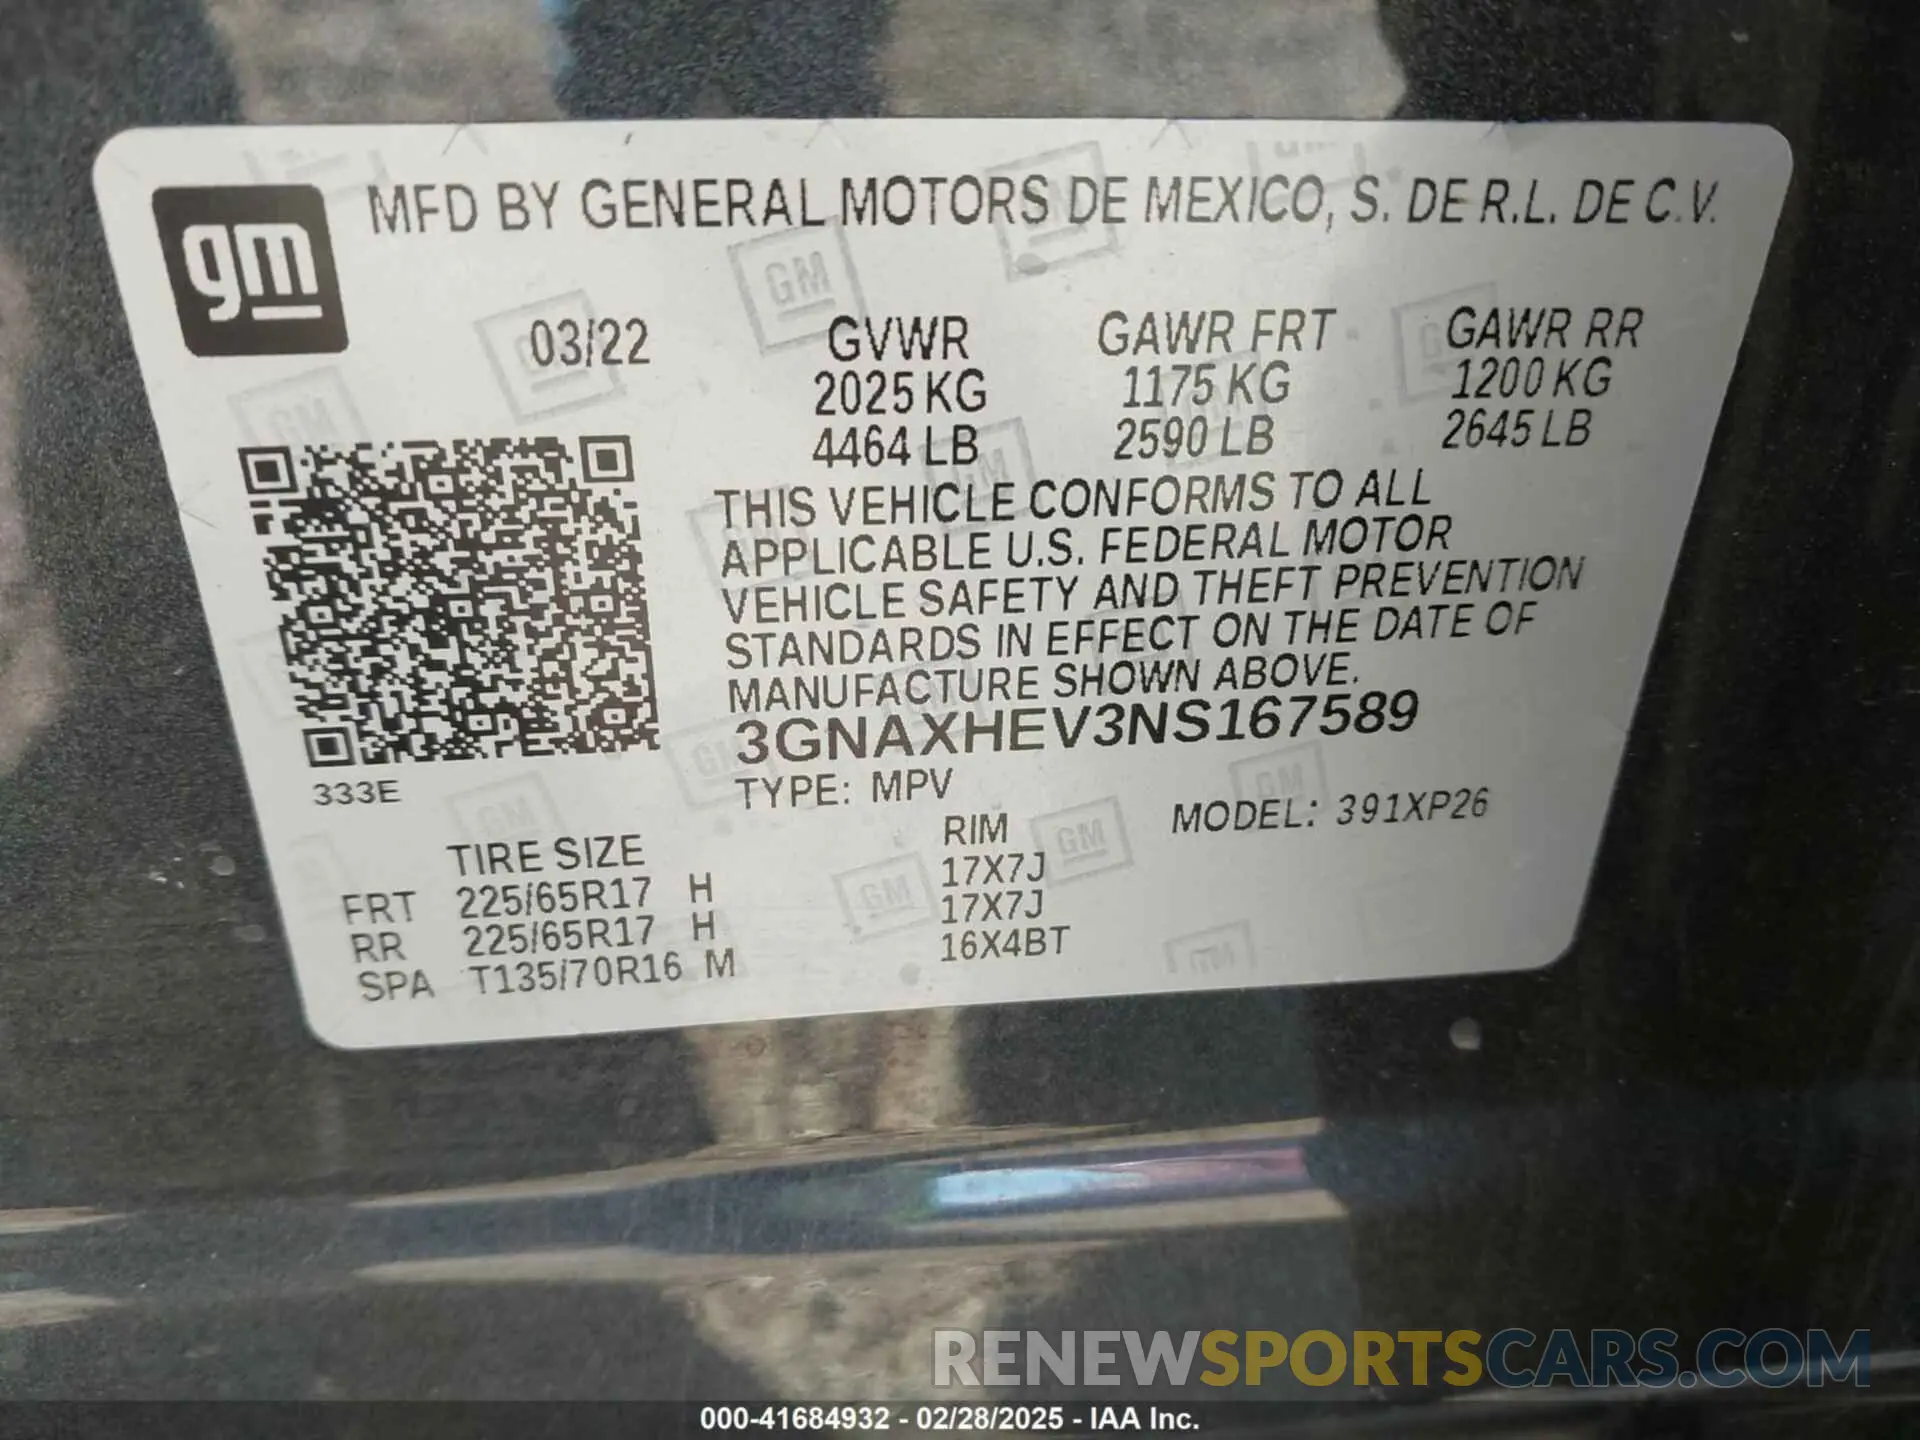 gm
MFD BY GENERAL MOTORS DE MEXICO, S. DE R.L. DE C.V.
03/22 GVWR GAWR FRT GAWR RR
2025 KG 1175 KG 1200 KG
4464 LB 2590 LB 2645 LB
THIS VEHICLE CONFORMS TO ALL
APPLICABLE U.S. FEDERAL MOTOR
VEHICLE SAFETY AND THEFT PREVENTION
STANDARDS IN EFFECT ON THE DATE OF
MANUFACTURE SHOWN ABOVE.
3GNAXHEV3NS167589
333E TYPE: MPV MODEL: 391XP26
TIRE SIZE RIM
FRT 225/65R17 H 17X7J
RR 225/65R17 H 17X7J
SPA T135/70R16 M 16X4BT
RENEWSPORTSCARS.COM
000-41684932 - 02/28/2025 - IAA Inc.